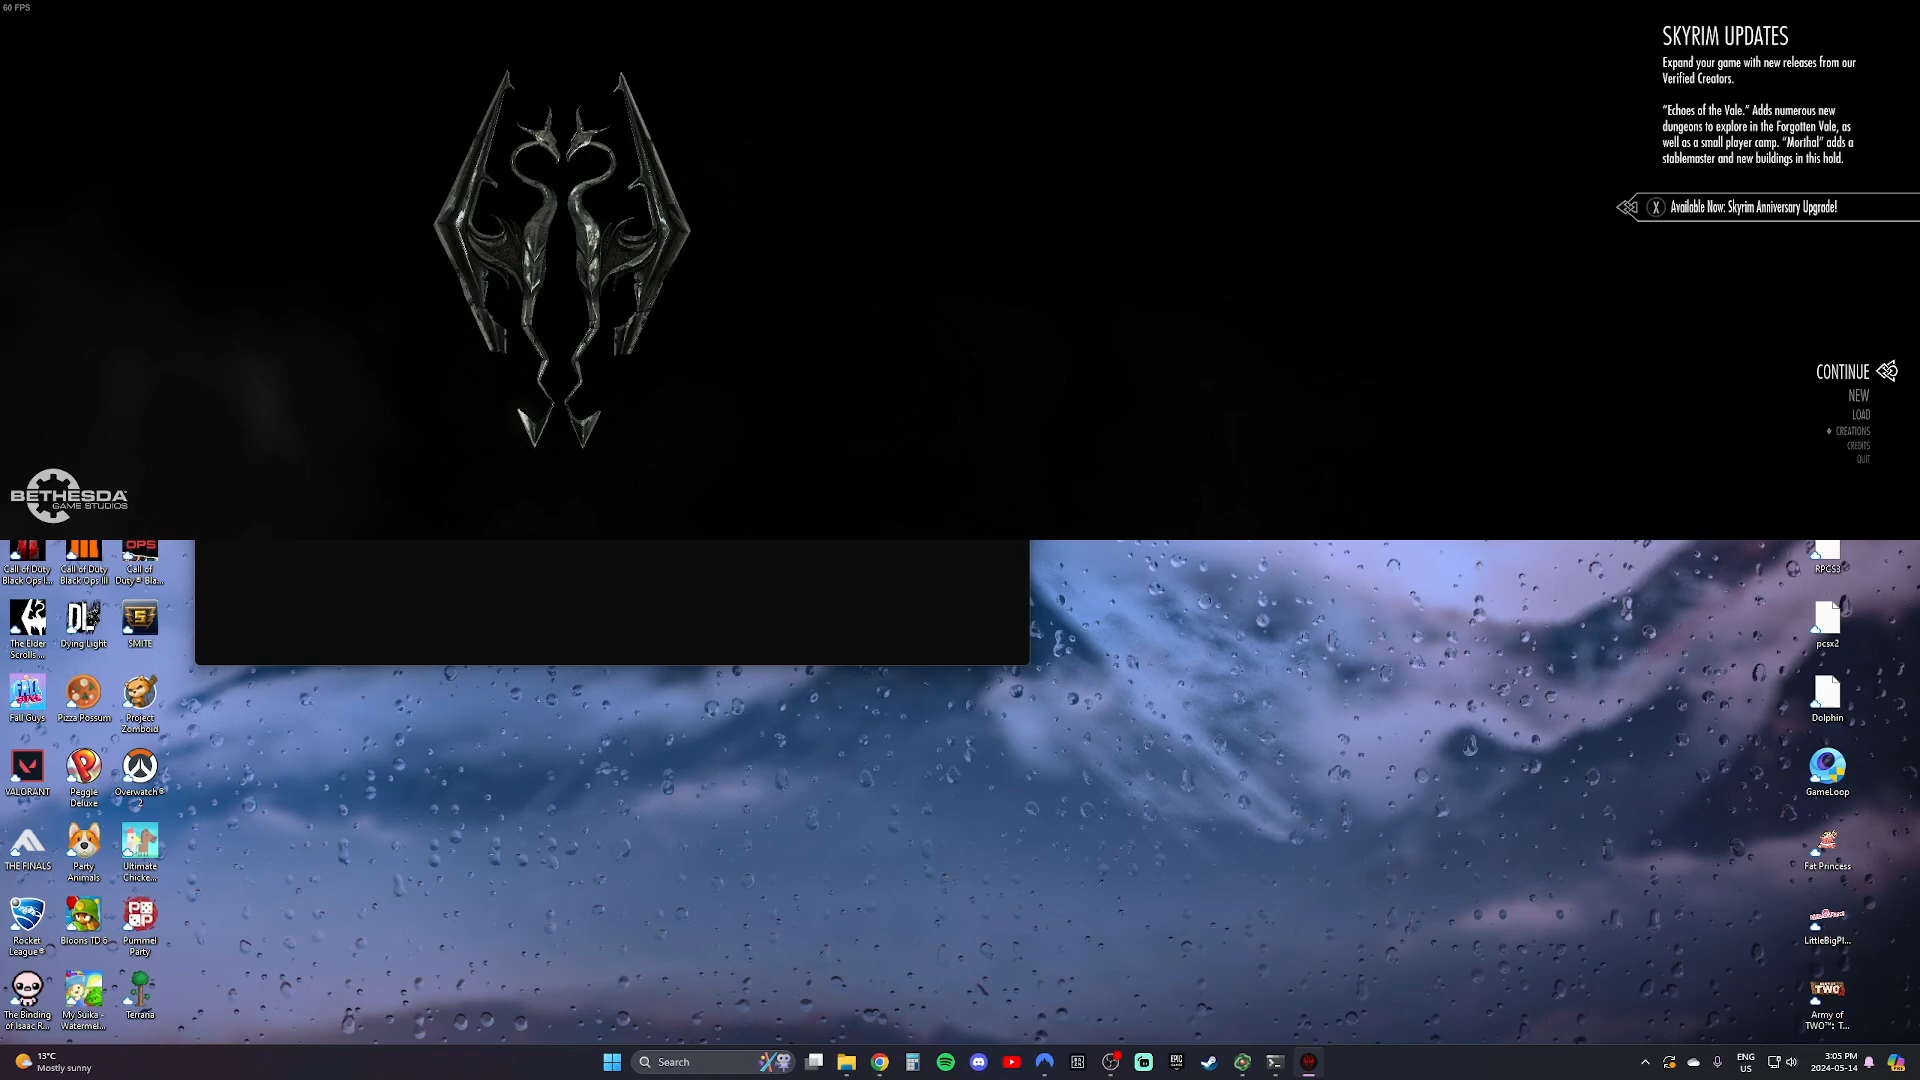 60 FPS
SKYRIM UPDATES
Expand your game with new releases from our
Verified Creators.
"Echoes of the Vale." Adds numerous new
dungeons to explore in the Forgotten Vale, as
well as a small player camp. "Morthal" adds a
stablemaster and new buildings in this hold.
X Available Now: Skyrim Anniversary Upgrade!
CONTINUE
NEW
LOAD
CREATIONS
CREDITS
QUIT
BETHESDA
GAME STUDIOS
OPS
Call of Duty
Black Ops I...
Call of Duty
Black Ops III
Call of
Duty® Bla...
RPCS3
DL
S
The Elder
Scrolls ...
Dying Light
SMITE
pcsx2
FALL
Fall Guys
Pizza Possum
Project
Zomboid
Dolphin
P
VALORANT
Peggle
Deluxe
Overwatch®
2
GameLoop
THE FINALS
Party
Animals
Ultimate
Chicke...
Fat Princess
Rocket
League®
Bloons TD 6
Pummel
Party
LittleBigPl...
TWO
The Binding
of Isaac R...
My Suika -
Watermel...
Terraria
Army of
TWO™: T...
13°C
Mostly sunny
Search
EPIC
ENG
US
3:05 PM
2024-05-14